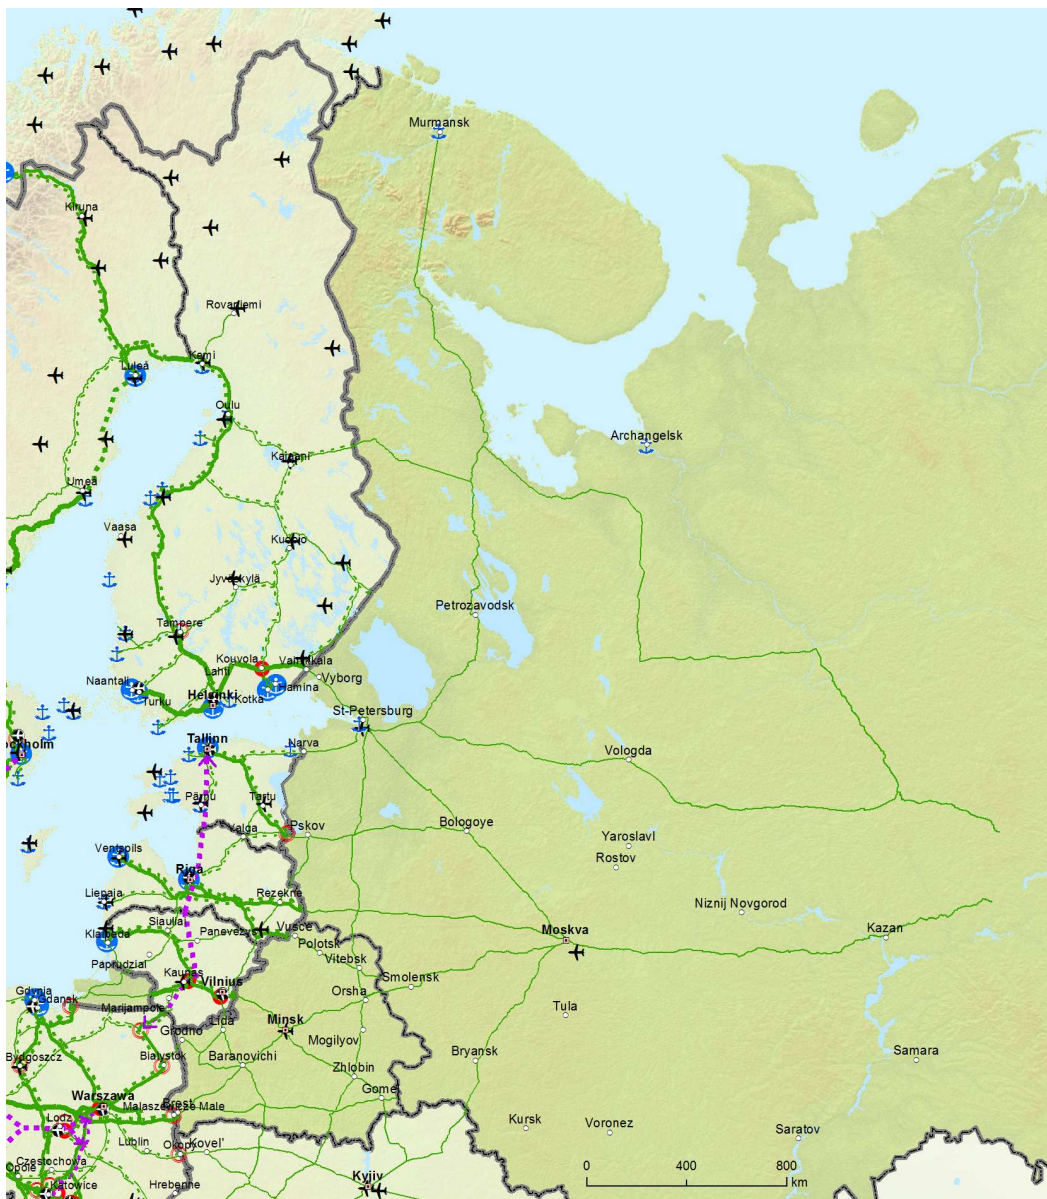 Murmansk
Kiruna
Rovaniemi
Kemi
Luleå
Oulu
Archangelsk
Kajaani
Umeå
Vaasa
Kuopio
Jyväskylä
Petrozavodsk
Tampere
Kouvola
Vainikkala
Lahti
Vyborg
Naantali
Hamina
Turku
Helsinki
Kotka
St-Petersburg
Tallinn
Narva
Vologda
Pärnu
Tartu
Bologoye
Valga
Pskov
Yaroslavl
Ventspils
Rostov
Riga
Liepaja
Rezekne
Niznij Novgorod
Siauliai
Vusce
Moskva
Kazan
Klaipeda
Panevezys
Polotsk
Paprudziai
Vitebsk
Kaunas
Vilnius
Smolensk
Gdynia
Gdansk
Orsha
Marijampole
Lida
Minsk
Tula
Grodno
Mogilyov
Bydgoszcz
Bialystok
Baranovichi
Bryansk
Samara
Zhlobin
Gomel
Warszawa
Malaszewicze Male
Brest
Lodz
Kursk
Voronez
Saratov
Lublin
Okopy
Kovel'
Czestochowa
Opole
Katowice
Hrebenne
Kyiiv
0 400 800
km